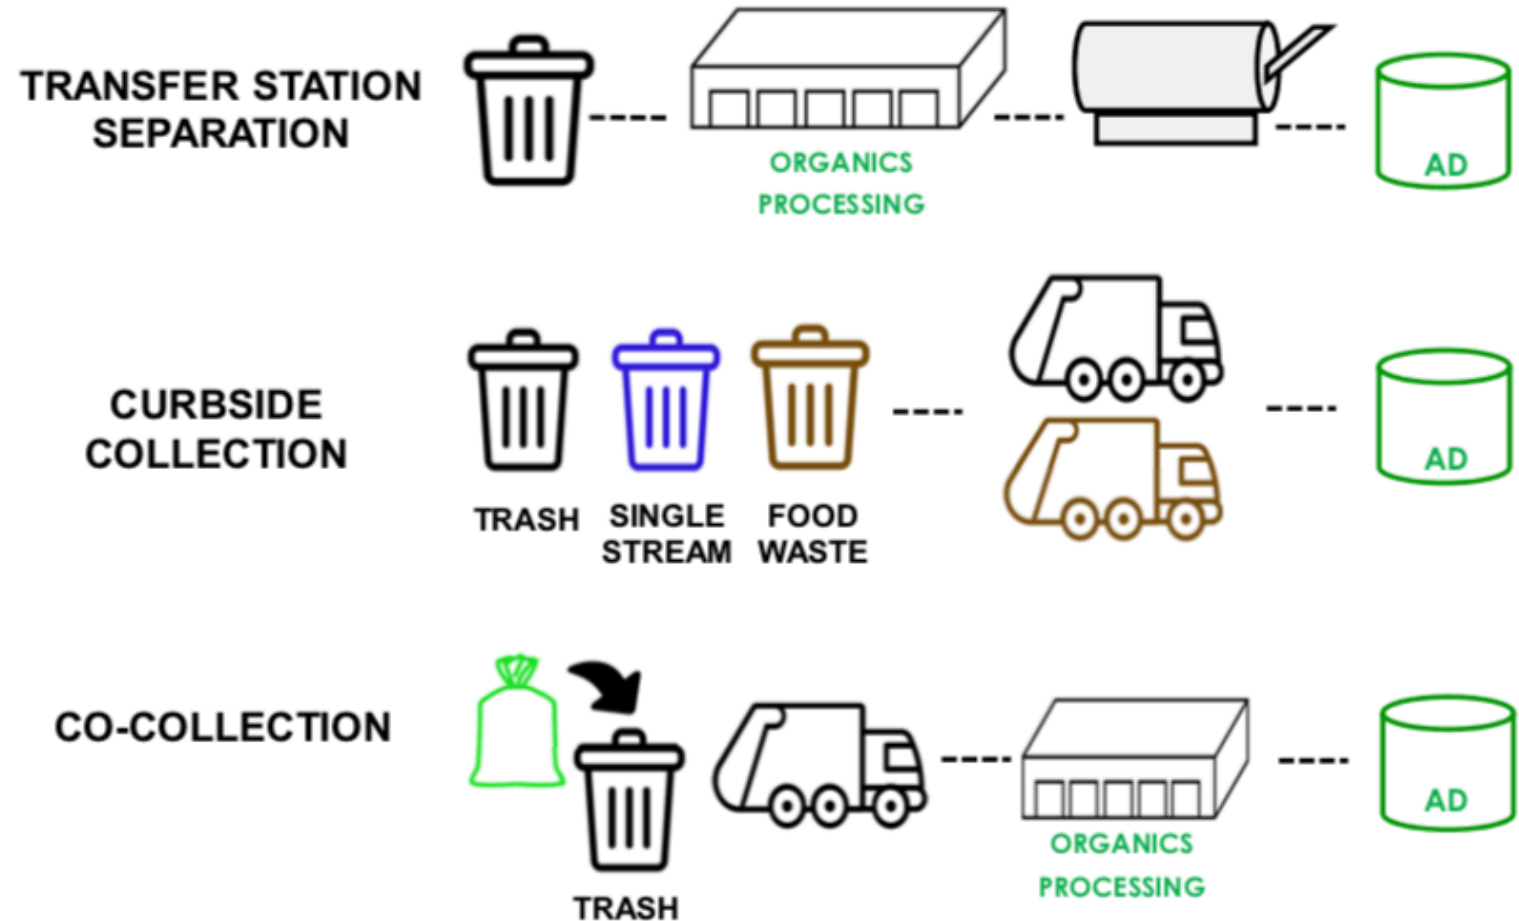 TRANSFER STATION
SEPARATION
ORGANICS
PROCESSING
AD
CURBSIDE
COLLECTION
TRASH
SINGLE
STREAM
FOOD
WASTE
AD
CO-COLLECTION
TRASH
ORGANICS
PROCESSING
AD